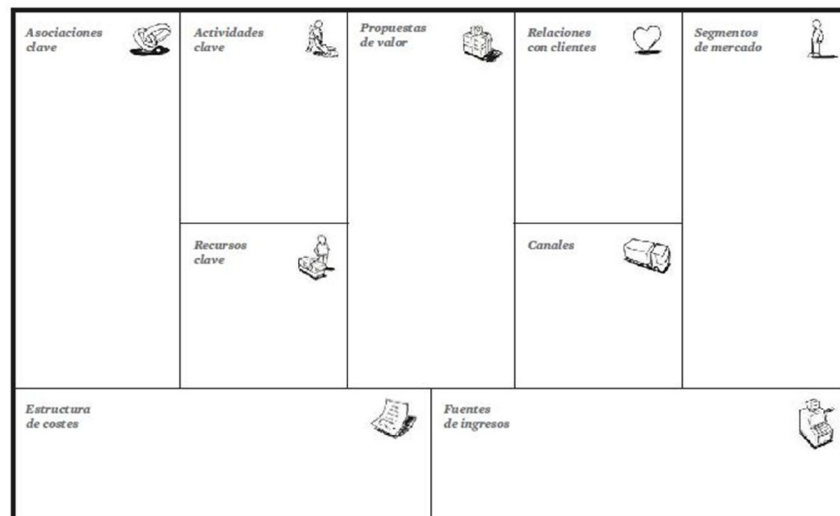 Asociaciones
clave
Actividades
clave
Propuestas
de valor
Relaciones
con clientes
Segmentos
de mercado
Recursos
clave
Canales
Estructura
de costes
Fuentes
de ingresos